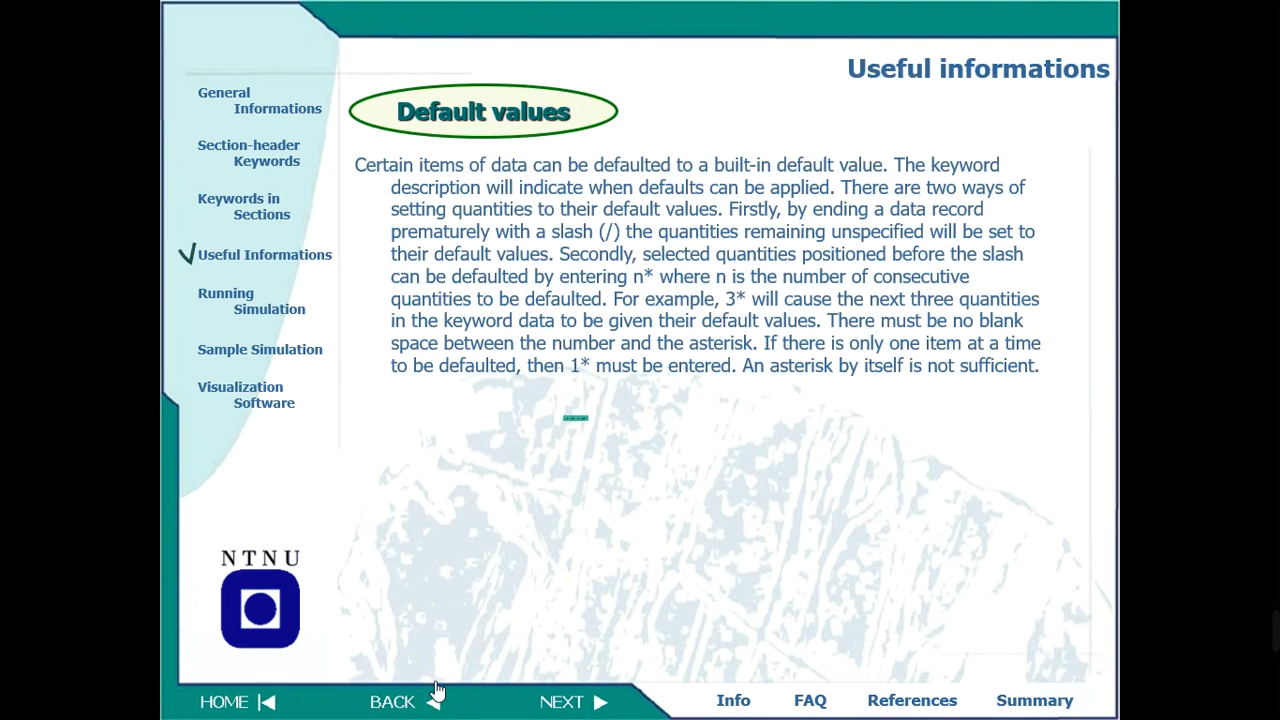 Useful informations
General
Informations
Section-header
Keywords
Keywords in
Sections
Useful Informations
Running
Simulation
Sample Simulation
Visualization
Software
Default values
Certain items of data can be defaulted to a built-in default value. The keyword
description will indicate when defaults can be applied. There are two ways of
setting quantities to their default values. Firstly, by ending a data record
prematurely with a slash (/) the quantities remaining unspecified will be set to
their default values. Secondly, selected quantities positioned before the slash
can be defaulted by entering n* where n is the number of consecutive
quantities to be defaulted. For example, 3* will cause the next three quantities
in the keyword data to be given their default values. There must be no blank
space between the number and the asterisk. If there is only one item at a time
to be defaulted, then 1* must be entered. An asterisk by itself is not sufficient.
NTNU
HOME
BACK
NEXT
Info
FAQ
References
Summary